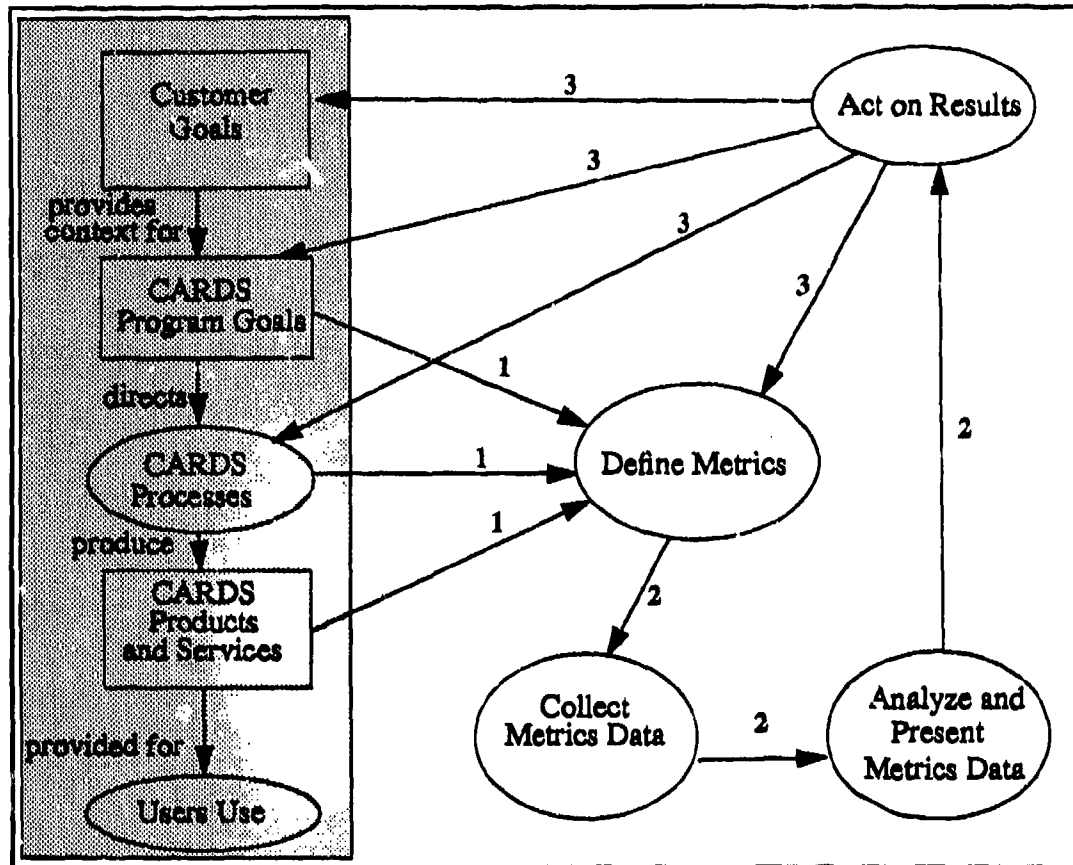 Customer
Goals
provides
context for
CARDS
Program Goals
directs
CARDS
Processes
produce
CARDS
Products
and Services
provided for
Users Use
3
3
3
3
Act on Results
1
1
1
Define Metrics
2
2
2
Collect
Metrics Data
Analyze and
Present
Metrics Data